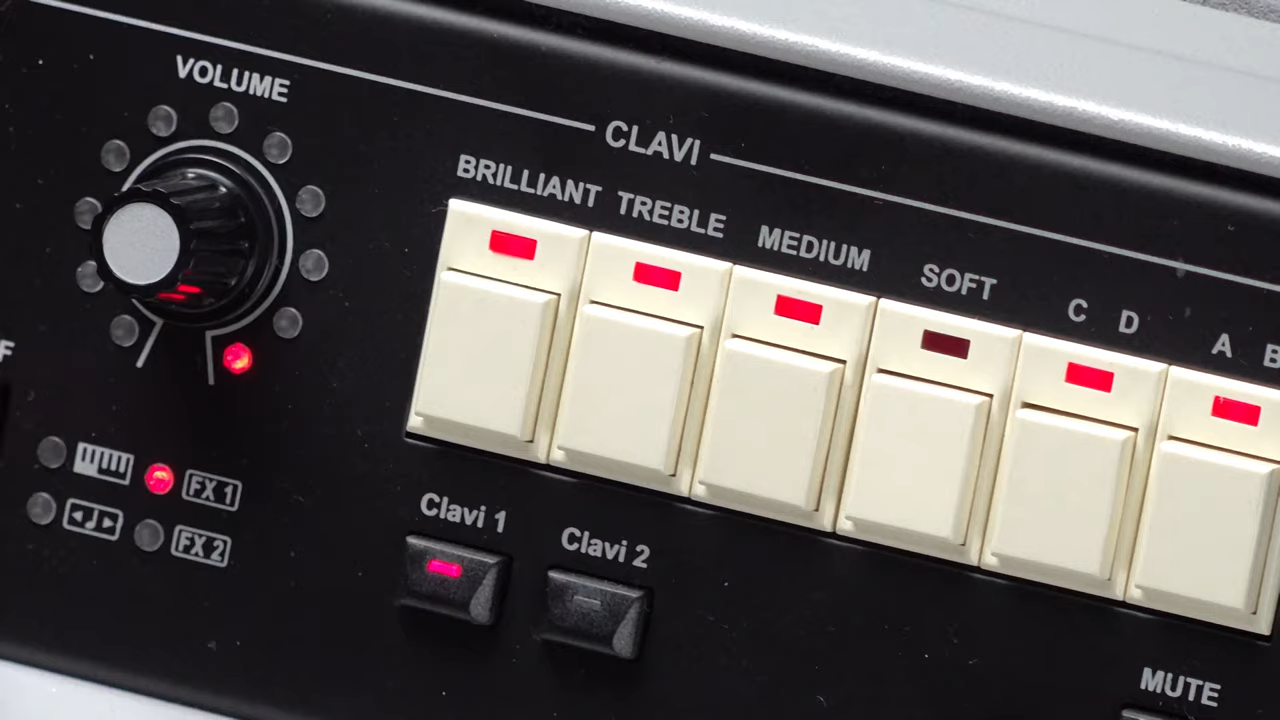 VOLUME
CLAVI
BRILLIANT TREBLE MEDIUM SOFT C D A B
F
FX 1
FX 2
Clavi 1 Clavi 2
MUTE